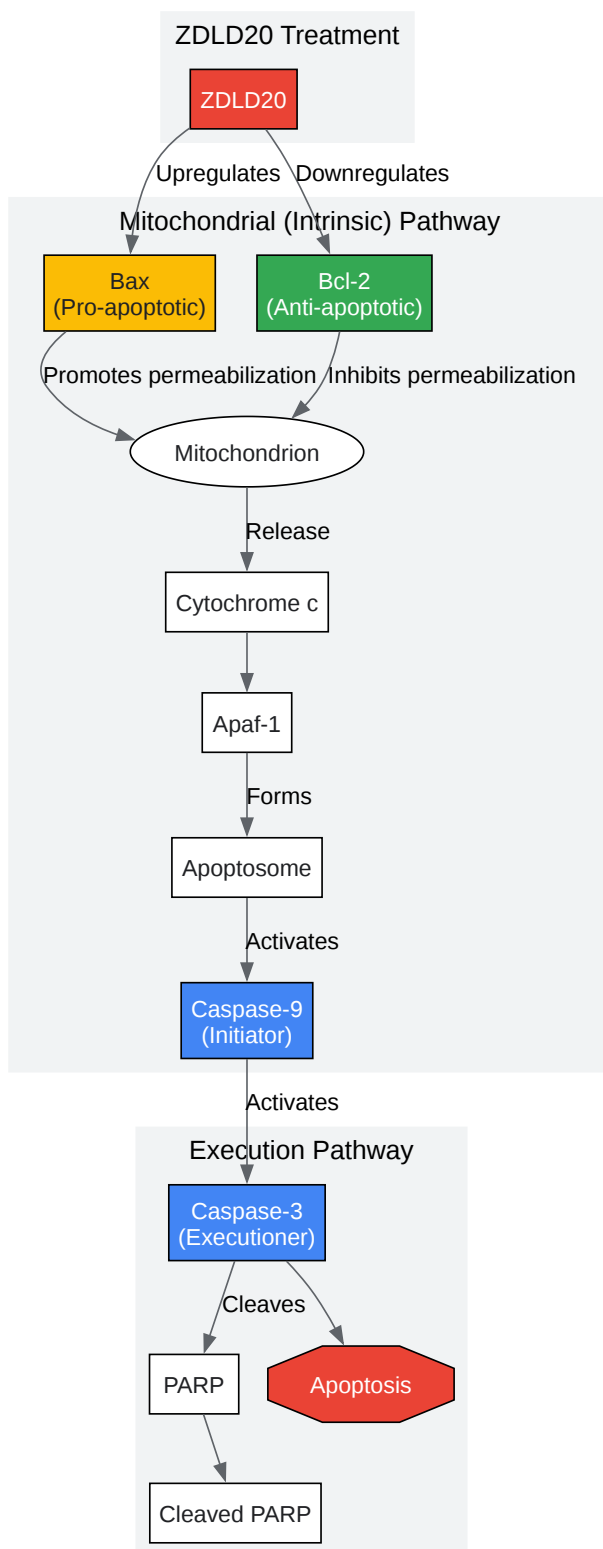 ZDLD20 Treatment
ZDLD20
Upregulates
Downregulates
Mitochondrial (Intrinsic) Pathway
Bax
(Pro-apoptotic)
Bcl-2
(Anti-apoptotic)
Promotes permeabilization
Inhibits permeabilization
Mitochondrion
Release
Cytochrome c
Apaf-1
Forms
Apoptosome
Activates
Caspase-9
(Initiator)
Activates
Execution Pathway
Caspase-3
(Executioner)
Cleaves
PARP
Apoptosis
Cleaved PARP